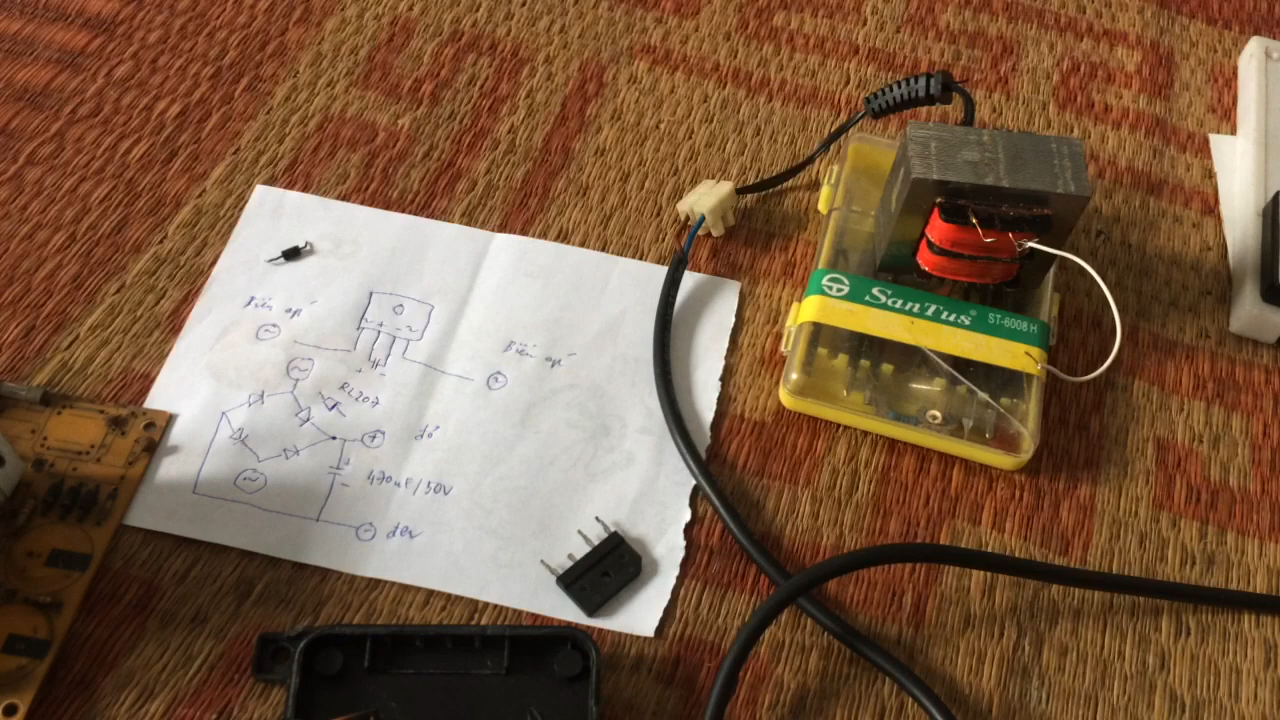 SanTus® ST-6008 H
Biến áp
~
~ + - ~
+ -
Biến áp
~
~
RL207
+ đỏ
+
470uF/50V
-
~
- đen